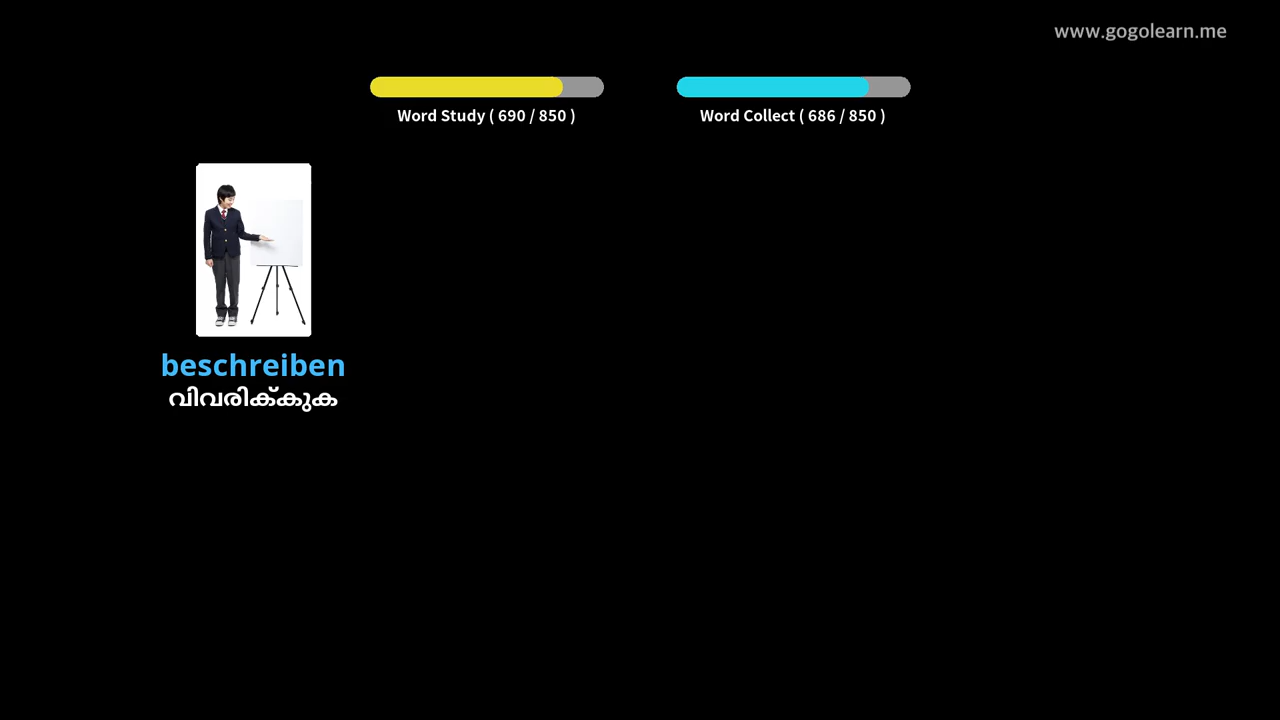 www.gogolearn.me
Word Study ( 690 / 850 )
Word Collect ( 686 / 850 )
beschreiben
വിവരിക്കുക